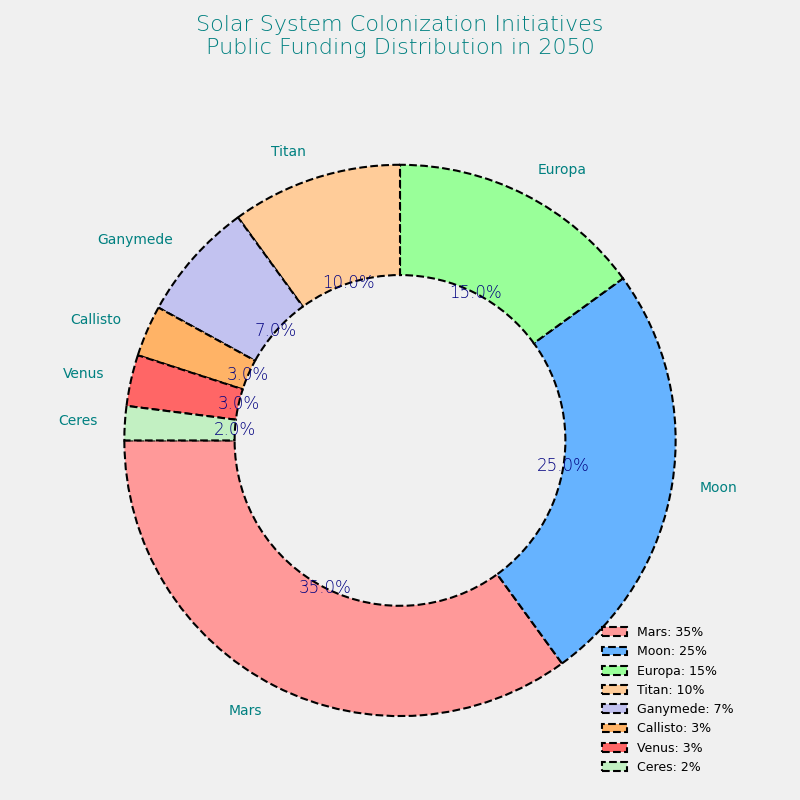 Solar System Colonization Initiatives
Public Funding Distribution in 2050
Titan
Europa
Ganymede
10.0%
15.0%
Callisto
7.0%
Venus
3.0%
3.0%
Ceres
2.0%
25.0%
Moon
35.0%
Mars
Mars: 35%
Moon: 25%
Europa: 15%
Titan: 10%
Ganymede: 7%
Callisto: 3%
Venus: 3%
Ceres: 2%